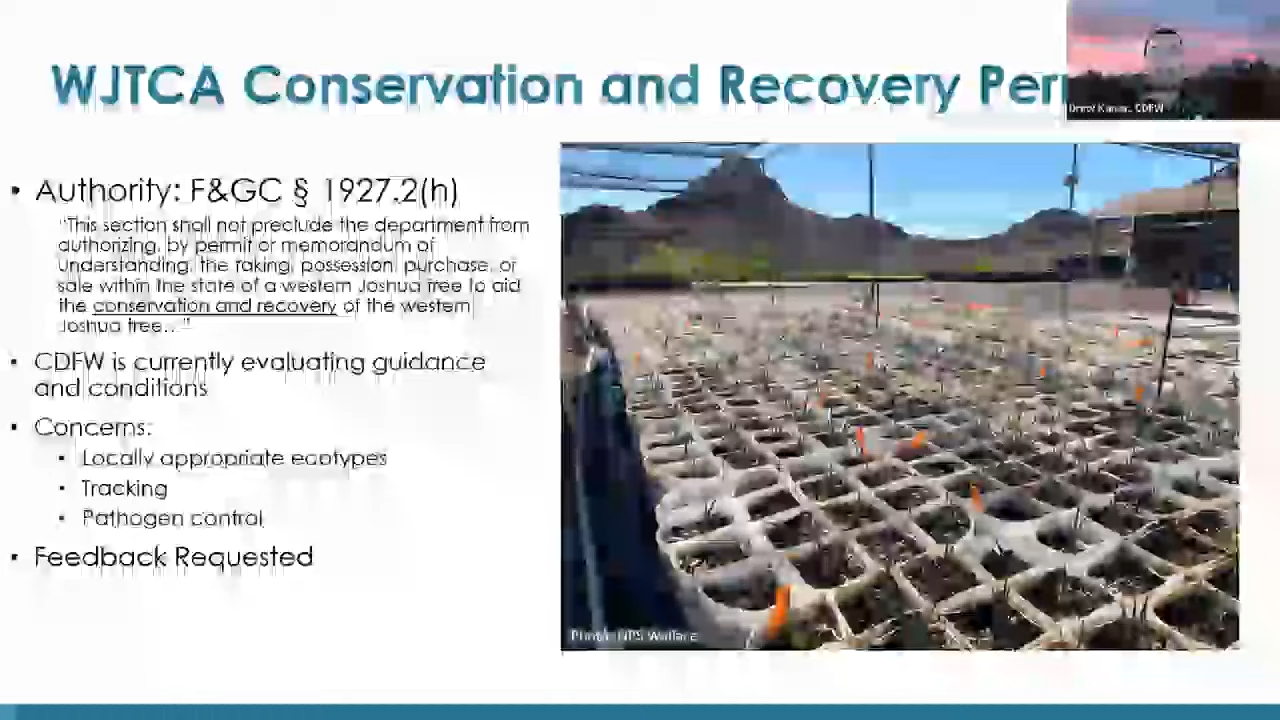 WJTCA Conservation and Recovery Per
• Authority: F&GC § 1927.2(h)
"This section shall not preclude the department from
authorizing, by permit or memorandum of
understanding, the taking, possession, purchase, or
sale within the state of a western Joshua tree to aid
the conservation and recovery of the western
Joshua tree..."
• CDFW is currently evaluating guidance
and conditions
• Concerns:
• Locally appropriate ecotypes
• Tracking
• Pathogen control
• Feedback Requested
Photo: NPS Wallace
CDFW